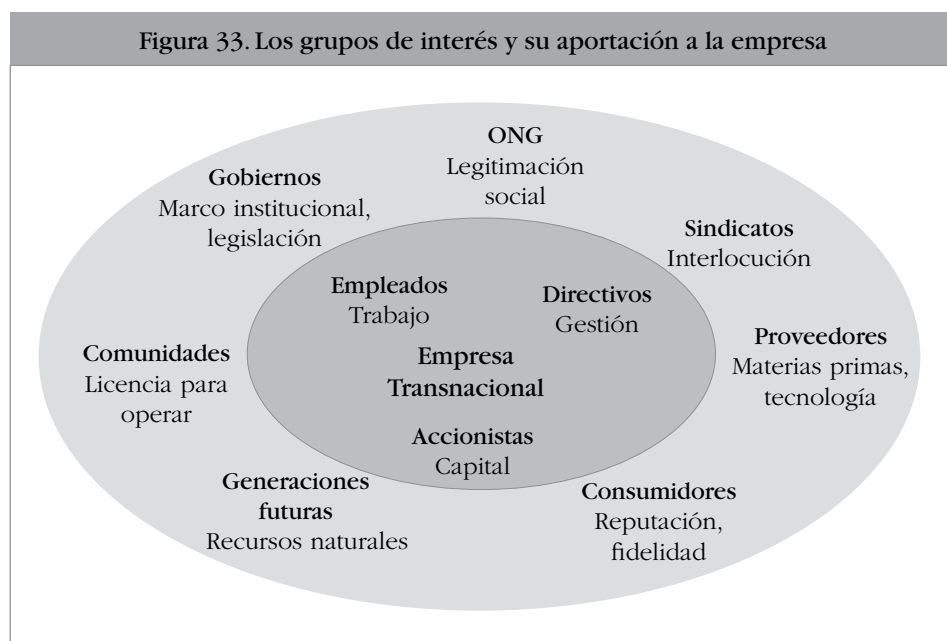 Figura 33. Los grupos de interés y su aportación a la empresa
ONG
Legitimación
social
Gobiernos
Marco institucional,
legislación
Sindicatos
Interlocución
Empleados
Trabajo
Directivos
Gestión
Proveedores
Materias primas,
tecnología
Comunidades
Licencia para
operar
Empresa
Transnacional
Accionistas
Capital
Generaciones
futuras
Recursos naturales
Consumidores
Reputación,
fidelidad